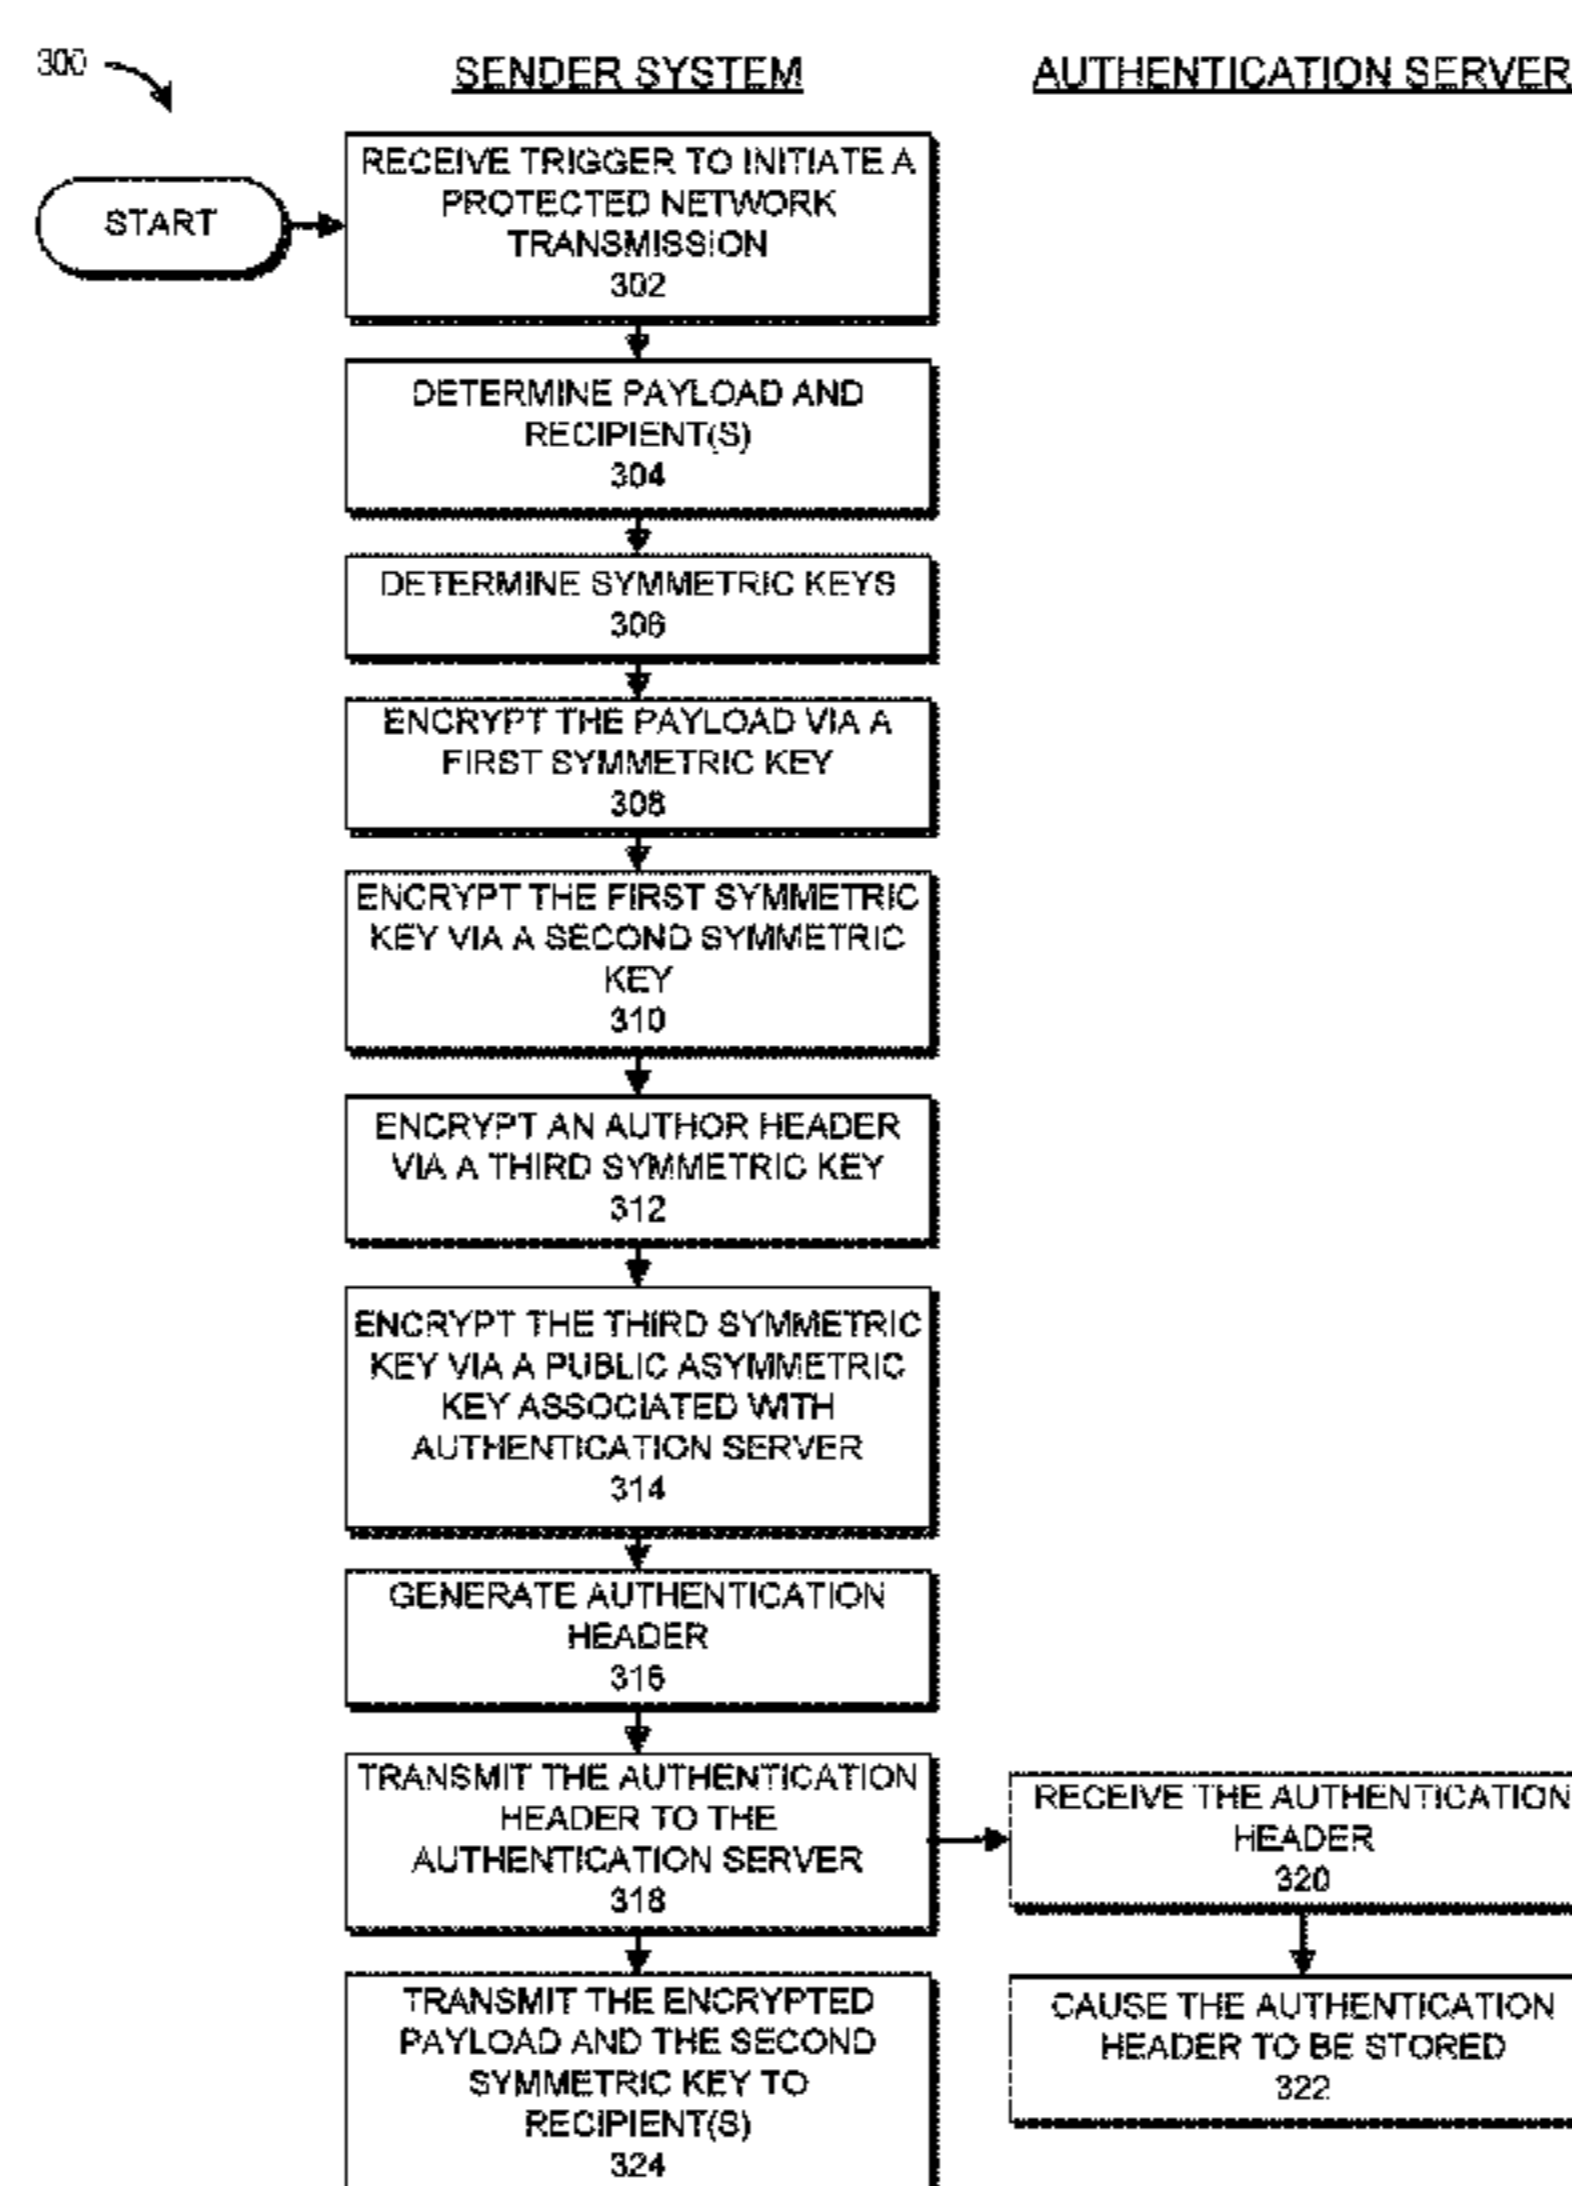 300
SENDER SYSTEM
AUTHENTICATION SERVER
START
RECEIVE TRIGGER TO INITIATE A
PROTECTED NETWORK
TRANSMISSION
302
DETERMINE PAYLOAD AND
RECIPIENT(S)
304
DETERMINE SYMMETRIC KEYS
306
ENCRYPT THE PAYLOAD VIA A
FIRST SYMMETRIC KEY
308
ENCRYPT THE FIRST SYMMETRIC
KEY VIA A SECOND SYMMETRIC
KEY
310
ENCRYPT AN AUTHOR HEADER
VIA A THIRD SYMMETRIC KEY
312
ENCRYPT THE THIRD SYMMETRIC
KEY VIA A PUBLIC ASYMMETRIC
KEY ASSOCIATED WITH
AUTHENTICATION SERVER
314
GENERATE AUTHENTICATION
HEADER
316
TRANSMIT THE AUTHENTICATION
HEADER TO THE
AUTHENTICATION SERVER
318
RECEIVE THE AUTHENTICATION
HEADER
320
CAUSE THE AUTHENTICATION
HEADER TO BE STORED
322
TRANSMIT THE ENCRYPTED
PAYLOAD AND THE SECOND
SYMMETRIC KEY TO
RECIPIENT(S)
324